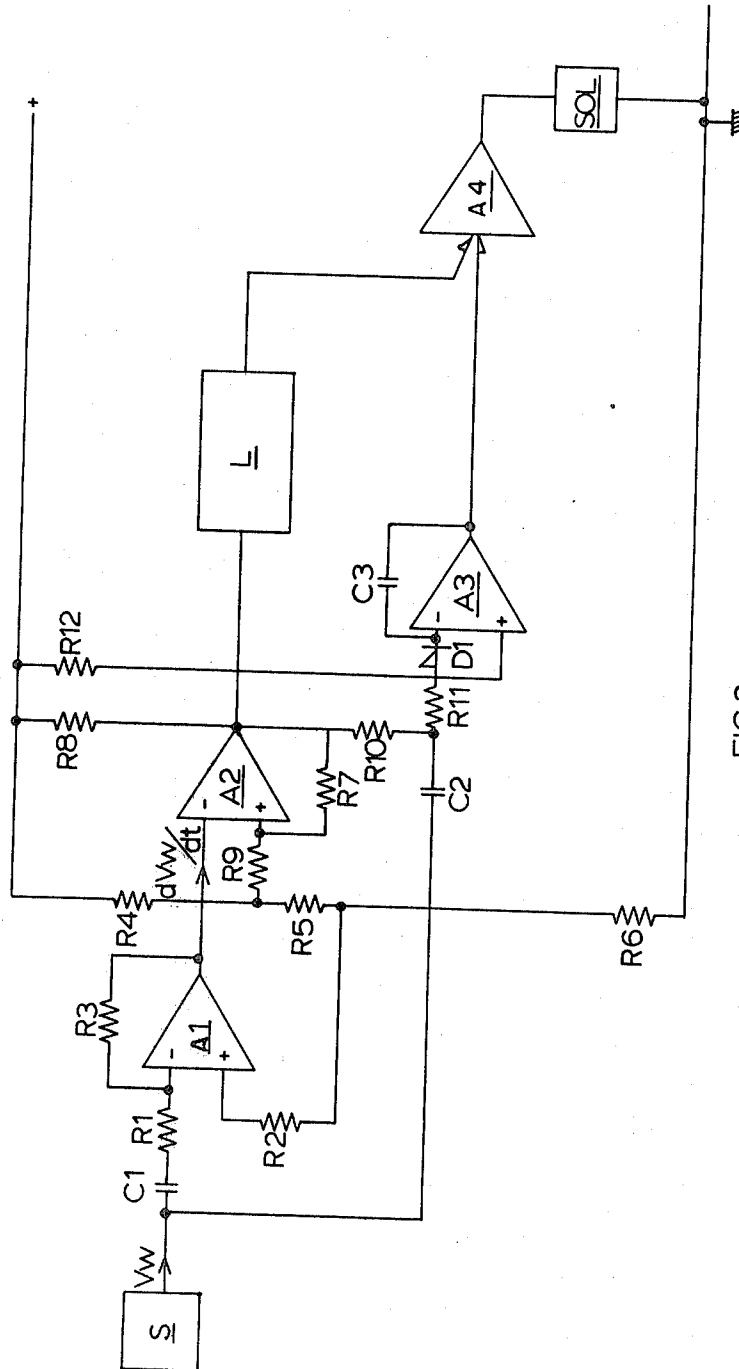 S
Vw
C1
R1
R3
A1
-
+
R2
R4
dVw/dt
R9
R5
R6
A2
-
+
R7
R8
R10
C2
R11
R12
D1
C3
A3
-
+
L
A4
SOL
+